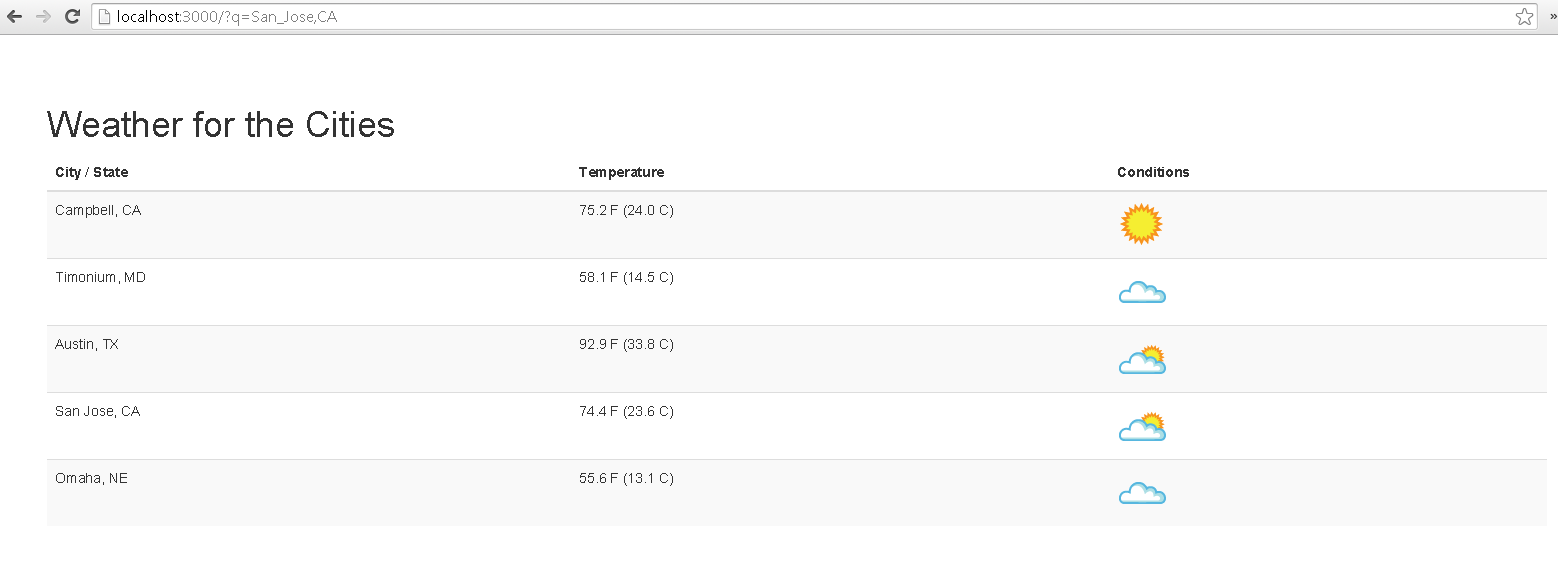 localhost:3000/?q=San_Jose,CA
»
Weather for the Cities
City / State Temperature Conditions
Campbell, CA 75.2 F (24.0 C)
Timonium, MD 58.1 F (14.5 C)
Austin, TX 92.9 F (33.8 C)
San Jose, CA 74.4 F (23.6 C)
Omaha, NE 55.6 F (13.1 C)